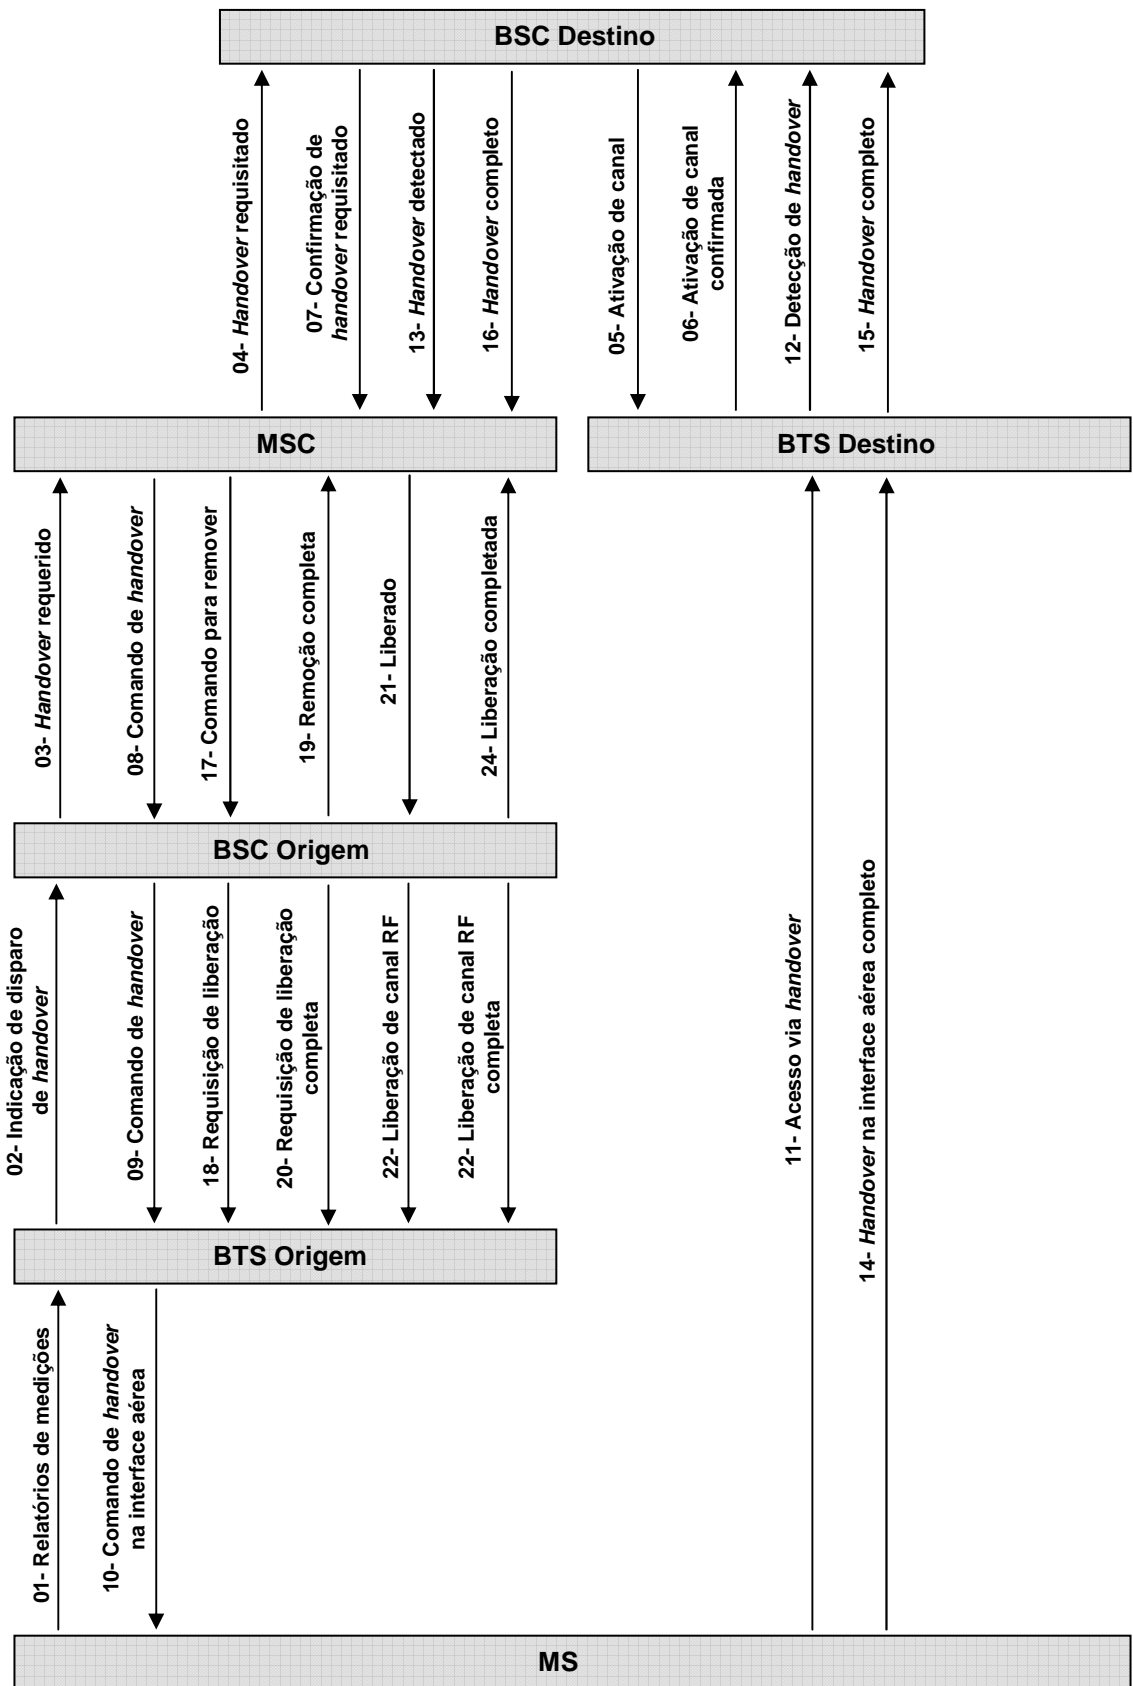 BSC Destino
04- Handover requisitado
07- Confirmação de
handover requisitado
13- Handover detectado
16- Handover completo
05- Ativação de canal
06- Ativação de canal
confirmada
12- Detecção de handover
15- Handover completo
MSC
BTS Destino
03- Handover requerido
08- Comando de handover
17- Comando para remover
19- Remoção completa
21- Liberado
24- Liberação completada
11- Acesso via handover
14- Handover na interface aérea completo
BSC Origem
02- Indicação de disparo
de handover
09- Comando de handover
18- Requisição de liberação
20- Requisição de liberação
completa
22- Liberação de canal RF
22- Liberação de canal RF
completa
BTS Origem
01- Relatórios de medições
10- Comando de handover
na interface aérea
MS